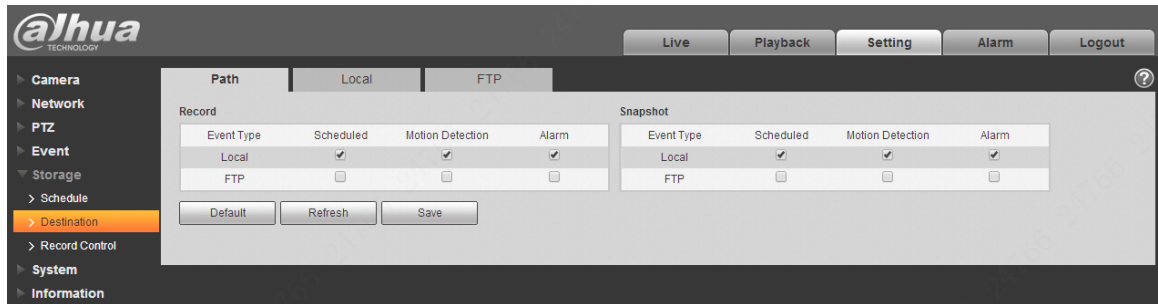 alhua
TECHNOLOGY
Live Playback Setting Alarm Logout
Camera
Network
PTZ
Event
Storage
> Schedule
> Destination
> Record Control
System
Information
Path Local FTP
?
Record
Event Type Scheduled Motion Detection Alarm
Local
FTP
Snapshot
Event Type Scheduled Motion Detection Alarm
Local
FTP
Default Refresh Save